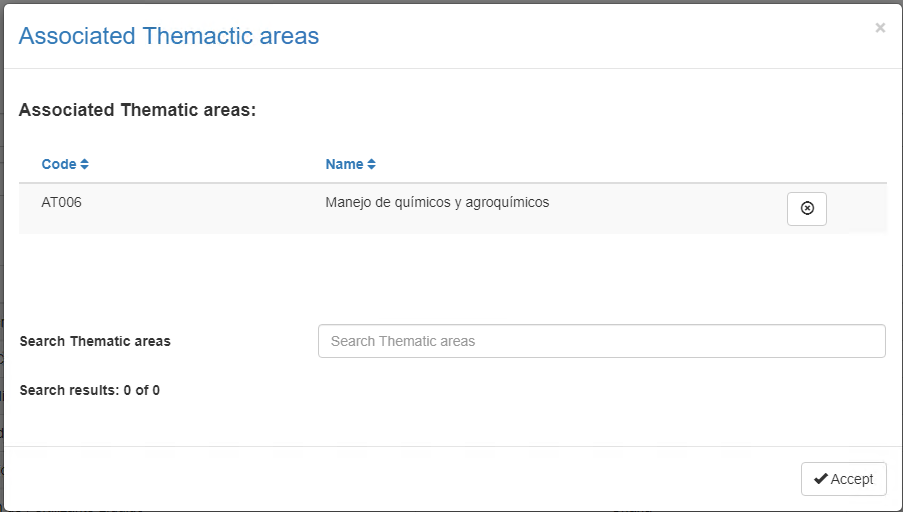 Associated Themactic areas
×
Associated Thematic areas:
Code Name
AT006 Manejo de químicos y agroquímicos
Search Thematic areas Search Thematic areas
Search results: 0 of 0
Accept